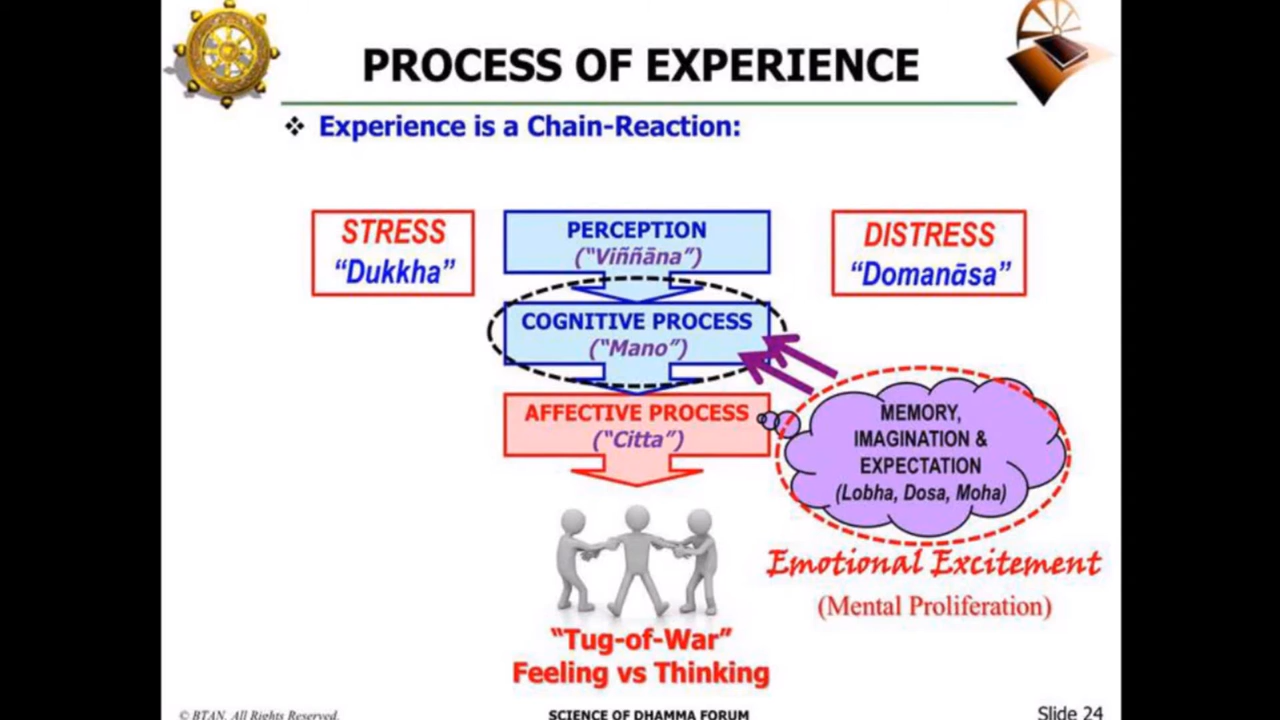 PROCESS OF EXPERIENCE
❖ Experience is a Chain-Reaction:
STRESS
“Dukkha”
PERCEPTION
(“Viññāna”)
DISTRESS
“Domanāsa”
COGNITIVE PROCESS
(“Mano”)
AFFECTIVE PROCESS
(“Citta”)
MEMORY,
IMAGINATION &
EXPECTATION
(Lobha, Dosa, Moha)
Emotional Excitement
(Mental Proliferation)
“Tug-of-War”
Feeling vs Thinking
© BTAN. All Rights Reserved.
SCIENCE OF DHAMMA FORUM
Slide 24